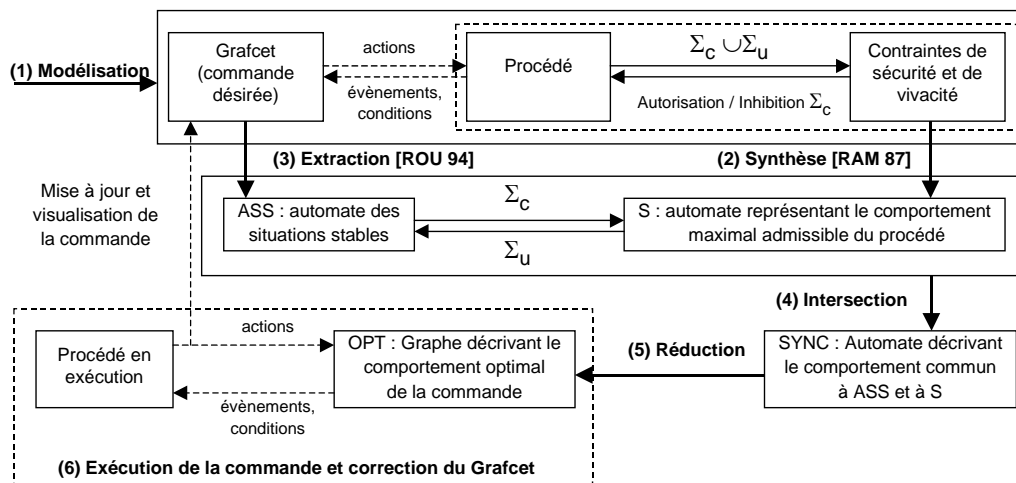 (1) Modélisation
Grafcet
(commande
désirée)
actions
évènements,
conditions
Procédé
Σc ∪Σu
Autorisation / Inhibition Σc
Contraintes de
sécurité et de
vivacité
(3) Extraction [ROU 94]
(2) Synthèse [RAM 87]
Mise à jour et
visualisation de
la commande
ASS : automate des
situations stables
Σc
Σu
S : automate représentant le comportement
maximal admissible du procédé
(4) Intersection
Procédé en
exécution
actions
évènements,
conditions
OPT : Graphe décrivant le
comportement optimal
de la commande
(5) Réduction
SYNC : Automate décrivant
le comportement commun
à ASS et à S
(6) Exécution de la commande et correction du Grafcet